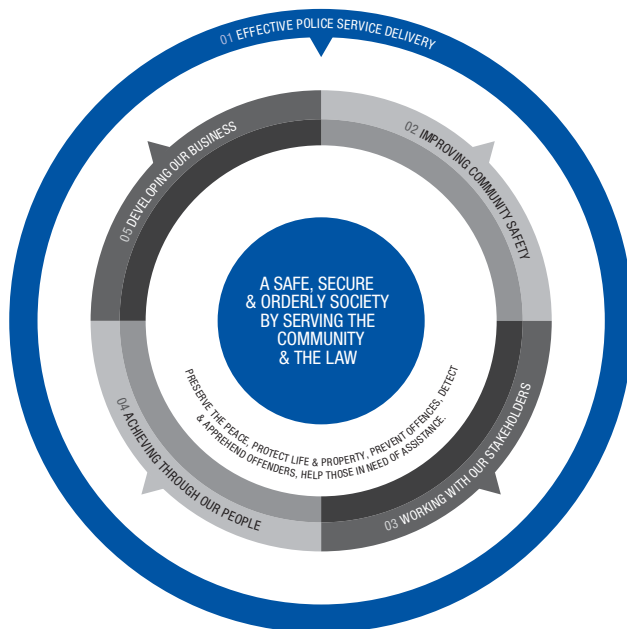 01 EFFECTIVE POLICE SERVICE DELIVERY
02 IMPROVING COMMUNITY SAFETY
03 WORKING WITH OUR STAKEHOLDERS
04 ACHIEVING THROUGH OUR PEOPLE
05 DEVELOPING OUR BUSINESS
A SAFE, SECURE
& ORDERLY SOCIETY
BY SERVING THE
COMMUNITY
& THE LAW
PRESERVE THE PEACE, PROTECT LIFE & PROPERTY, PREVENT OFFENCES, DETECT
& APPREHEND OFFENDERS, HELP THOSE IN NEED OF ASSISTANCE.